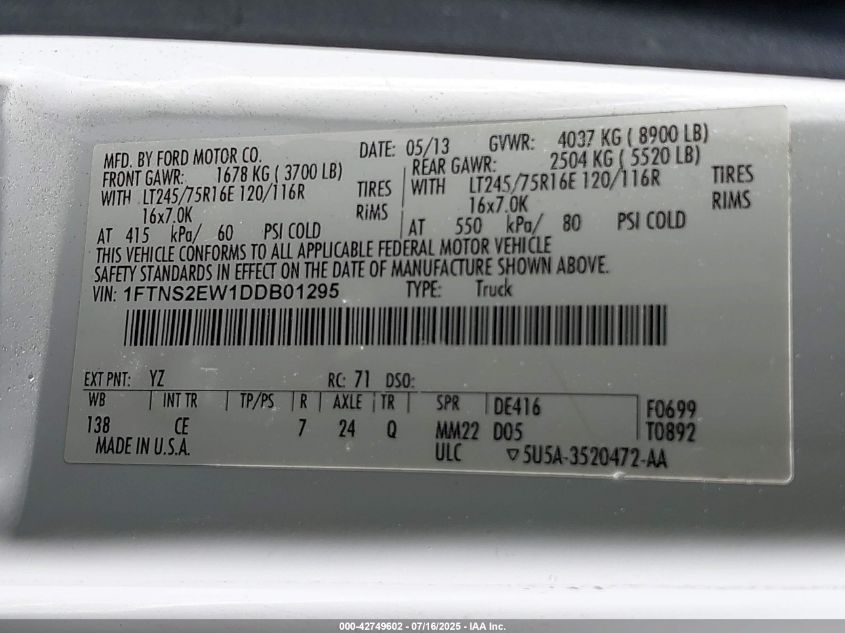 MFD. BY FORD MOTOR CO. DATE: 05/13 GVWR: 4037 KG ( 8900 LB)
FRONT GAWR: 1678 KG ( 3700 LB) REAR GAWR: 2504 KG ( 5520 LB)
WITH LT245/75R16E 120/116R TIRES WITH LT245/75R16E 120/116R TIRES
16x7.0K RiMS 16x7.0K RIMS
AT 415 kPa/ 60 PSI COLD AT 550 kPa/ 80 PSI COLD
THIS VEHICLE CONFORMS TO ALL APPLICABLE FEDERAL MOTOR VEHICLE
SAFETY STANDARDS IN EFFECT ON THE DATE OF MANUFACTURE SHOWN ABOVE.
VIN: 1FTNS2EW1DDB01295 TYPE: Truck
EXT PNT: YZ RC: 71 DSO:
WB INT TR TP/PS R AXLE TR SPR DE416 F0699
138 CE 7 24 Q MM22 D05 T0892
MADE IN U.S.A. ULC ▽5U5A-3520472-AA
000-42749602 - 07/16/2025 - IAA Inc.